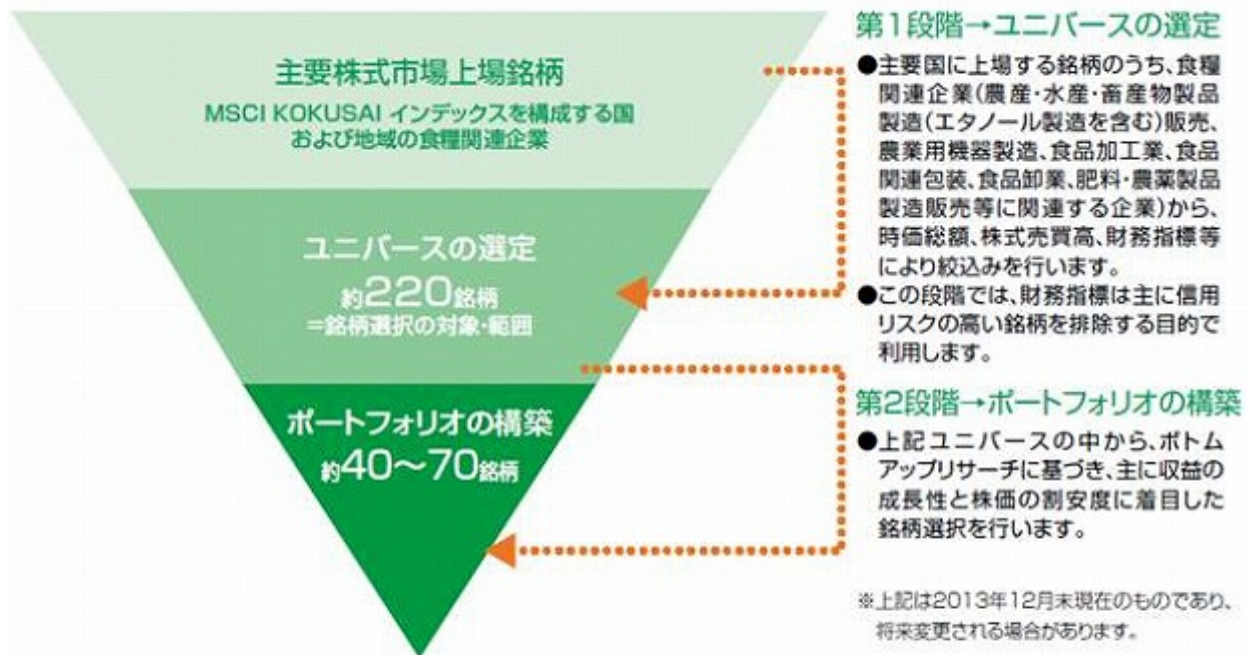 主要株式市場上場銘柄
MSCI KOKUSAI インデックスを構成する国
および地域の食糧関連企業
ユニバースの選定
約220銘柄
=銘柄選択の対象・範囲
ポートフォリオの構築
約40〜70銘柄
第1段階→ユニバースの選定
●主要国に上場する銘柄のうち、食糧
関連企業(農産・水産・畜産物製品
製造(エタノール製造を含む)販売、
農業用機器製造、食品加工業、食品
関連包装、食品卸業、肥料・農薬製品
製造販売等に関連する企業)から、
時価総額、株式売買高、財務指標等
により絞込みを行います。
●この段階では、財務指標は主に信用
リスクの高い銘柄を排除する目的で
利用します。
第2段階→ポートフォリオの構築
●上記ユニバースの中から、ボトム
アップリサーチに基づき、主に収益の
成長性と株価の割安度に着目した
銘柄選択を行います。
※上記は2013年12月末現在のものであり、
将来変更される場合があります。